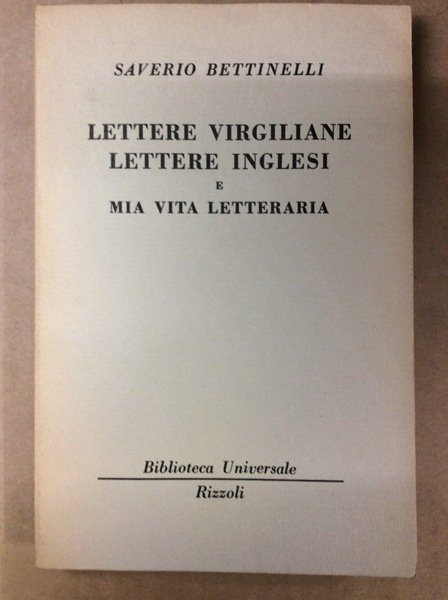 SAVERIO BETTINELLI
LETTERE VIRGILIANE
LETTERE INGLESI
E
MIA VITA LETTERARIA
Biblioteca Universale
Rizzoli